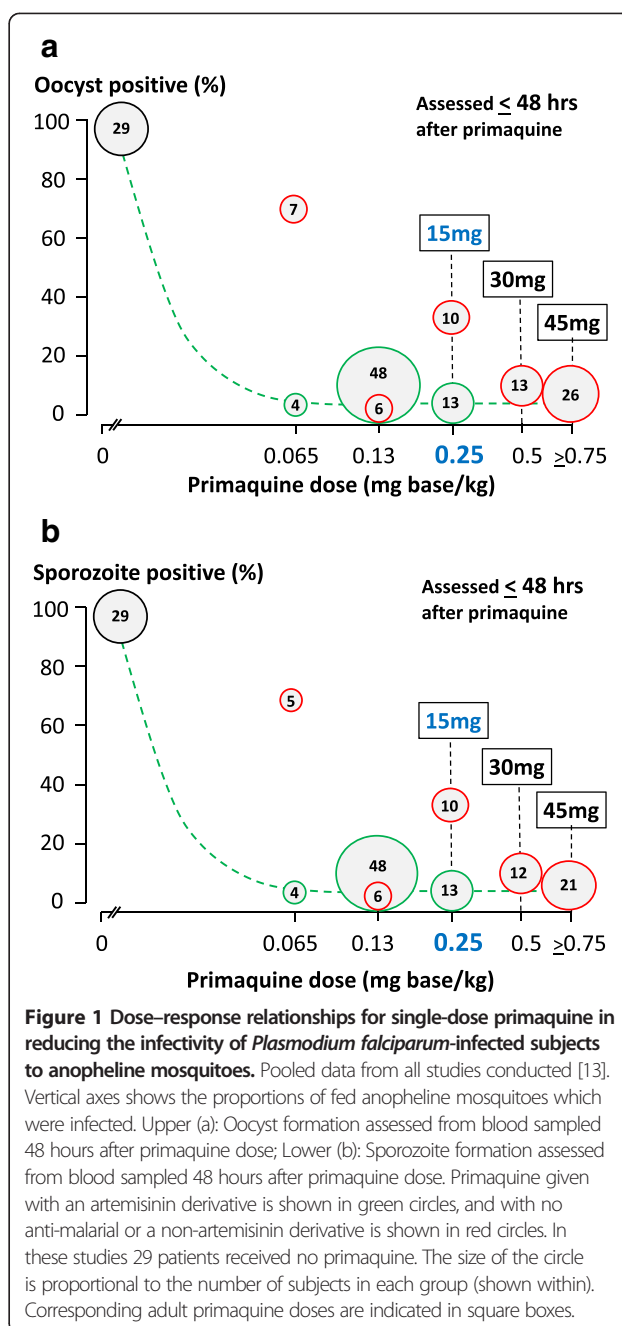 a
Oocyst positive (%)
Assessed ≤ 48 hrs
after primaquine
100
29
80
7
60
15mg
30mg
40
10
45mg
20
48
13
26
4
6
13
0
0 0.065 0.13 0.25 0.5 ≥0.75
Primaquine dose (mg base/kg)
b
Sporozoite positive (%)
Assessed ≤ 48 hrs
after primaquine
100
29
80
5
60
15mg
30mg
40
10
45mg
20
48
12
21
4
6
13
0
0 0.065 0.13 0.25 0.5 ≥0.75
Primaquine dose (mg base/kg)
Figure 1 Dose–response relationships for single-dose primaquine in
reducing the infectivity of Plasmodium falciparum-infected subjects
to anopheline mosquitoes. Pooled data from all studies conducted [13].
Vertical axes shows the proportions of fed anopheline mosquitoes which
were infected. Upper (a): Oocyst formation assessed from blood sampled
48 hours after primaquine dose; Lower (b): Sporozoite formation assessed
from blood sampled 48 hours after primaquine dose. Primaquine given
with an artemisinin derivative is shown in green circles, and with no
anti-malarial or a non-artemisinin derivative is shown in red circles. In
these studies 29 patients received no primaquine. The size of the circle
is proportional to the number of subjects in each group (shown within).
Corresponding adult primaquine doses are indicated in square boxes.